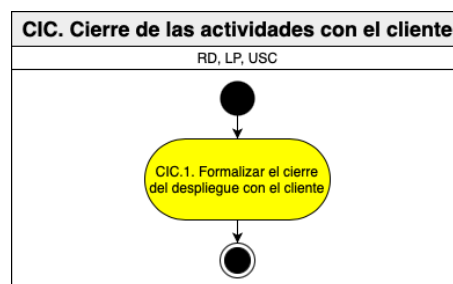 CIC. Cierre de las actividades con el cliente
RD, LP, USC
CIC.1. Formalizar el cierre
del despliegue con el cliente